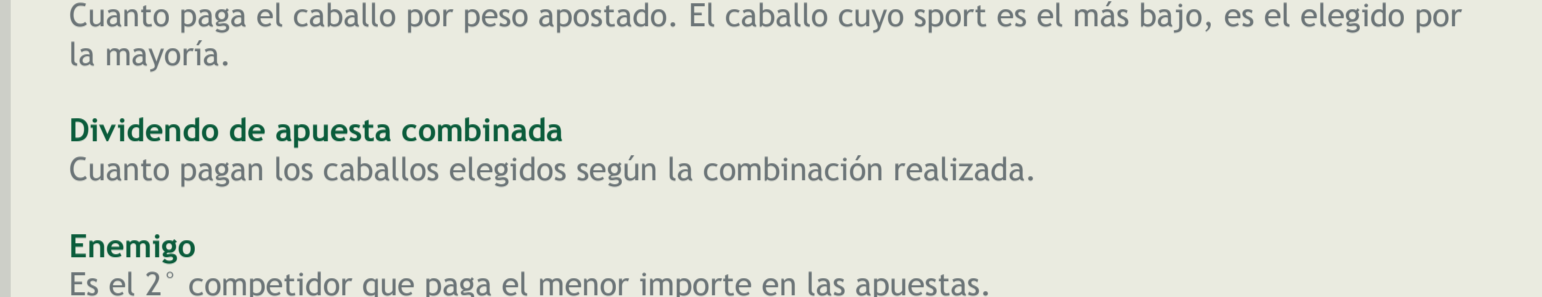 Cuanto paga el caballo por peso apostado. El caballo cuyo sport es el más bajo, es el elegido por
la mayoría.
Dividendo de apuesta combinada
Cuanto pagan los caballos elegidos según la combinación realizada.
Enemigo
Es el 2° competidor que paga el menor importe en las apuestas.